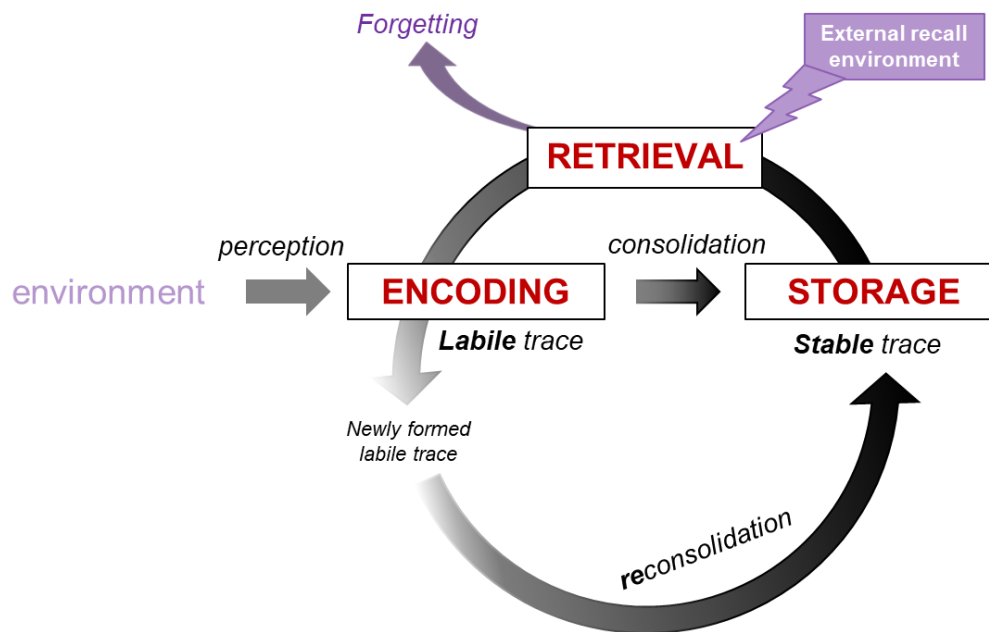 Forgetting
External recall
environment
RETRIEVAL
perception
consolidation
environment
ENCODING
STORAGE
Labile trace
Stable trace
Newly formed
labile trace
reconsolidation